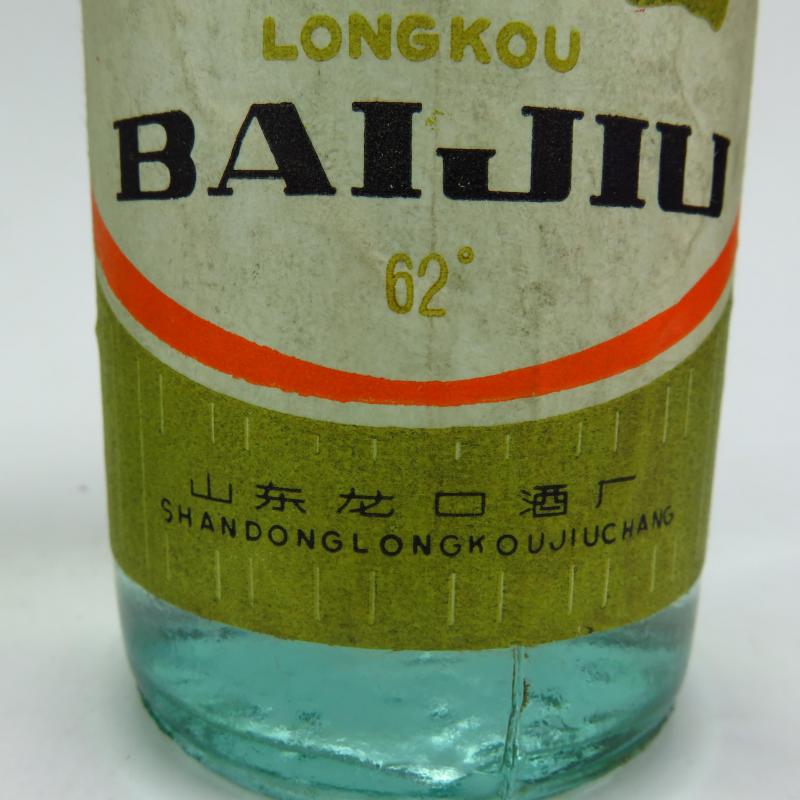 LONGKOU
BAIJIU
62°
山东龙口酒厂
SHANDONGLONGKOUJIUCHANG